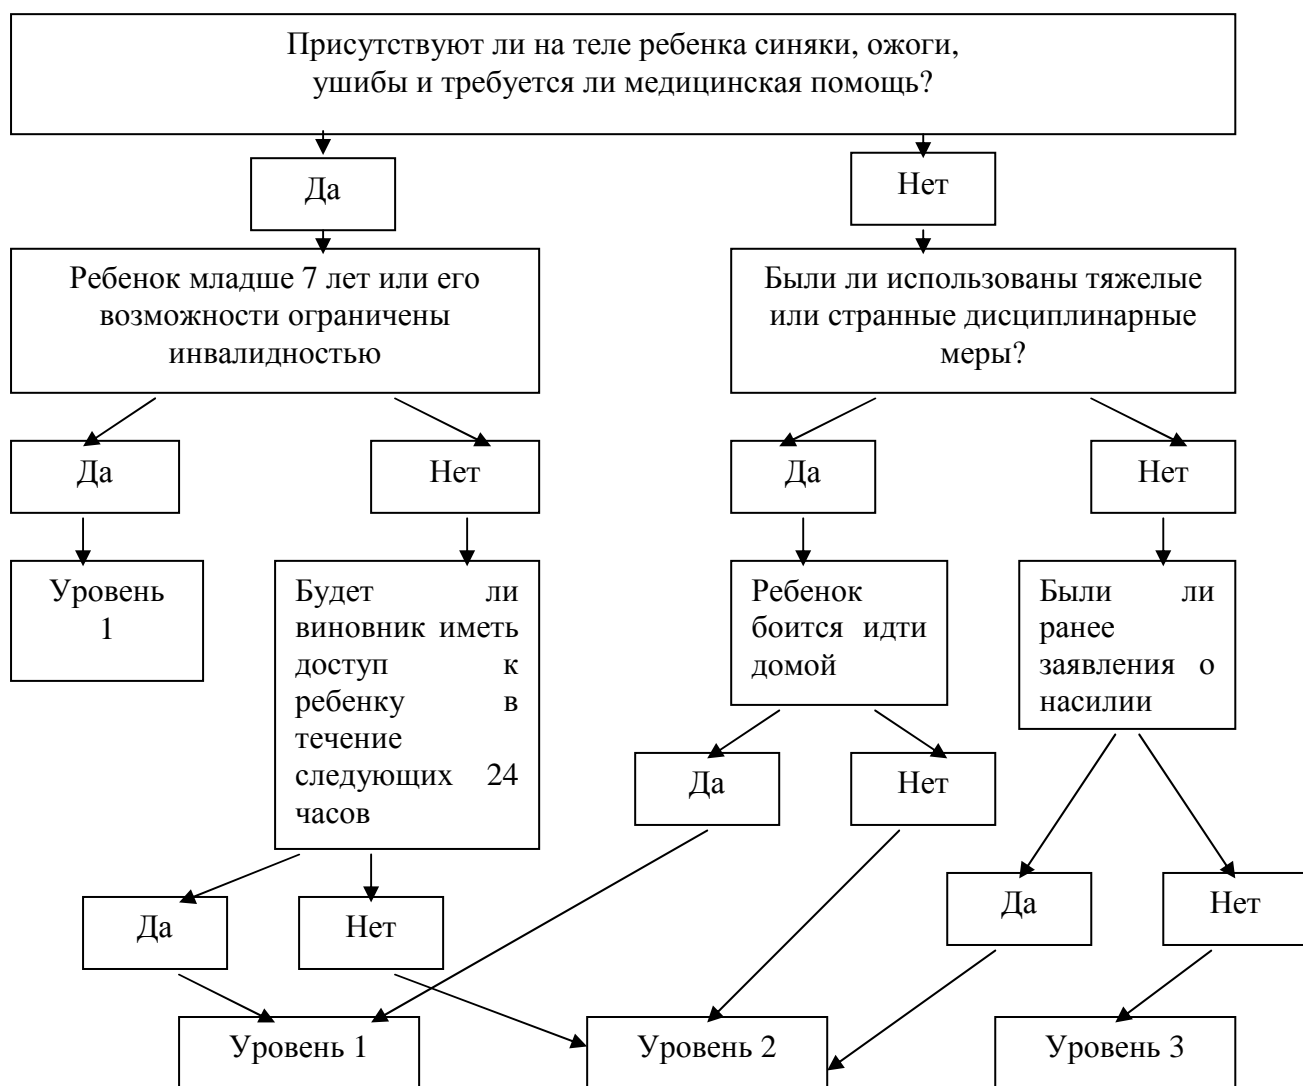 Присутствуют ли на теле ребенка синяки, ожоги,
ушибы и требуется ли медицинская помощь?
Да
Нет
Ребенок младше 7 лет или его
возможности ограничены
инвалидностью
Были ли использованы тяжелые
или странные дисциплинарные
меры?
Да
Нет
Да
Нет
Уровень
1
Будет ли
виновник иметь
доступ к
ребенку в
течение
следующих 24
часов
Ребенок
боится идти
домой
Были ли
ранее
заявления о
насилии
Да
Нет
Да
Нет
Да
Нет
Уровень 1
Уровень 2
Уровень 3